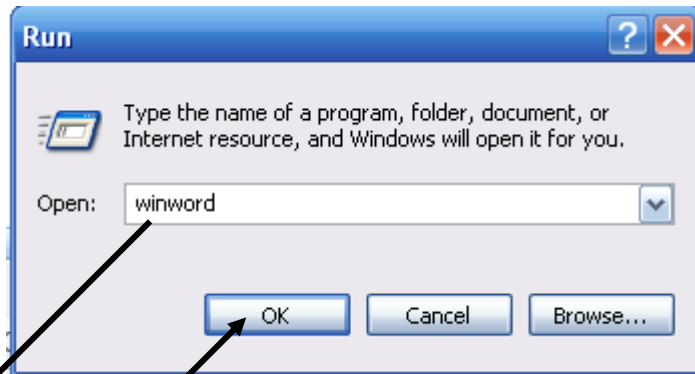 Run
Type the name of a program, folder, document, or
Internet resource, and Windows will open it for you.
Open: winword
OK Cancel Browse...